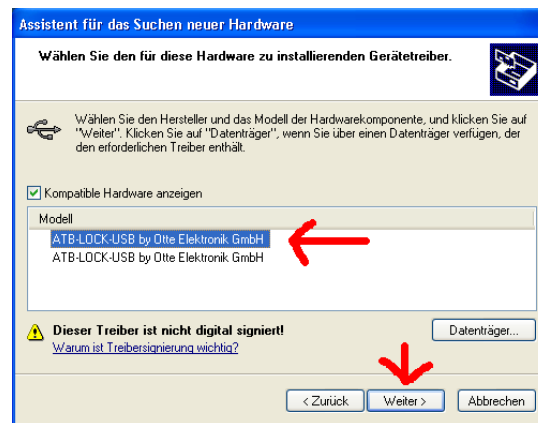 Assistent für das Suchen neuer Hardware
Wählen Sie den für diese Hardware zu installierenden Gerätetreiber.
Wählen Sie den Hersteller und das Modell der Hardwarekomponente, und klicken Sie auf
"Weiter". Klicken Sie auf "Datenträger", wenn Sie über einen Datenträger verfügen, der
den erforderlichen Treiber enthält.
Kompatible Hardware anzeigen
Modell
ATB-LOCK-USB by Otte Elektronik GmbH
ATB-LOCK-USB by Otte Elektronik GmbH
Dieser Treiber ist nicht digital signiert!
Datenträger...
Warum ist Treibersignierung wichtig?
< Zurück
Weiter >
Abbrechen